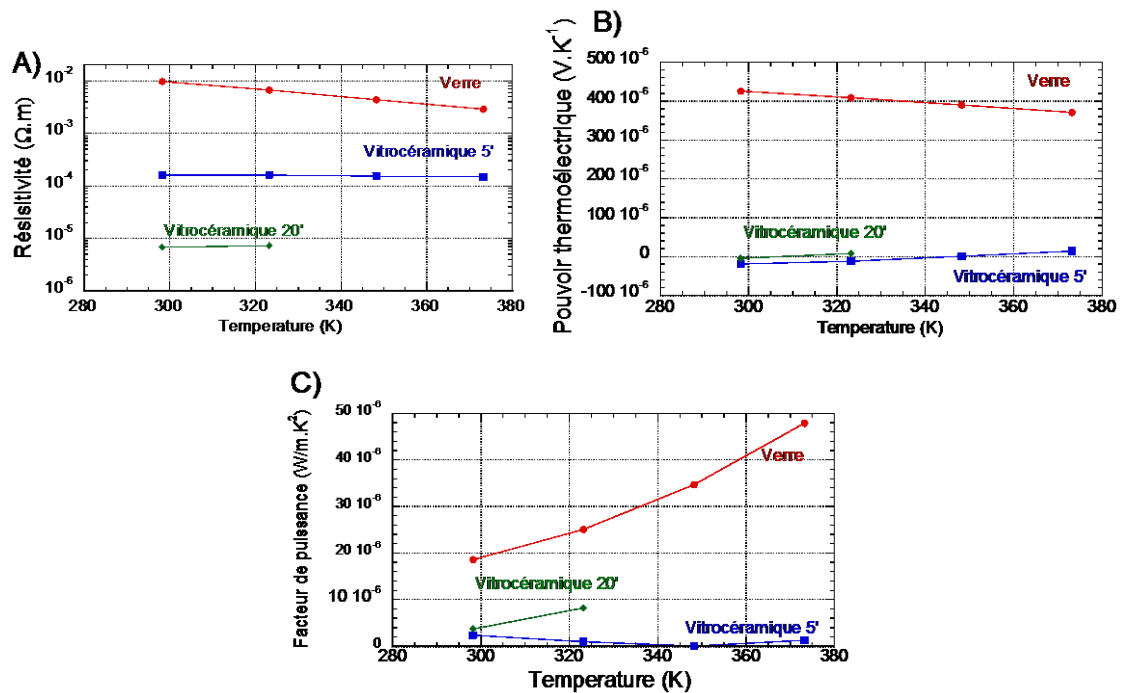 A)
Résisitivité (Ω.m)
10⁻²
10⁻³
10⁻⁴
10⁻⁵
10⁻⁶
Verre
Vitrocéramique 5'
Vitrocéramique 20'
280 300 320 340 360 380
Temperature (K)
B)
Pouvoir thermoélectrique (V.K⁻¹)
500 10⁻⁶
400 10⁻⁶
300 10⁻⁶
200 10⁻⁶
100 10⁻⁶
0
-100 10⁻⁶
Verre
Vitrocéramique 20'
Vitrocéramique 5'
280 300 320 340 360 380
Temperature (K)
C)
Facteur de puissance (W/m.K²)
50 10⁻⁶
40 10⁻⁶
30 10⁻⁶
20 10⁻⁶
10 10⁻⁶
0
Verre
Vitrocéramique 20'
Vitrocéramique 5'
280 300 320 340 360 380
Temperature (K)